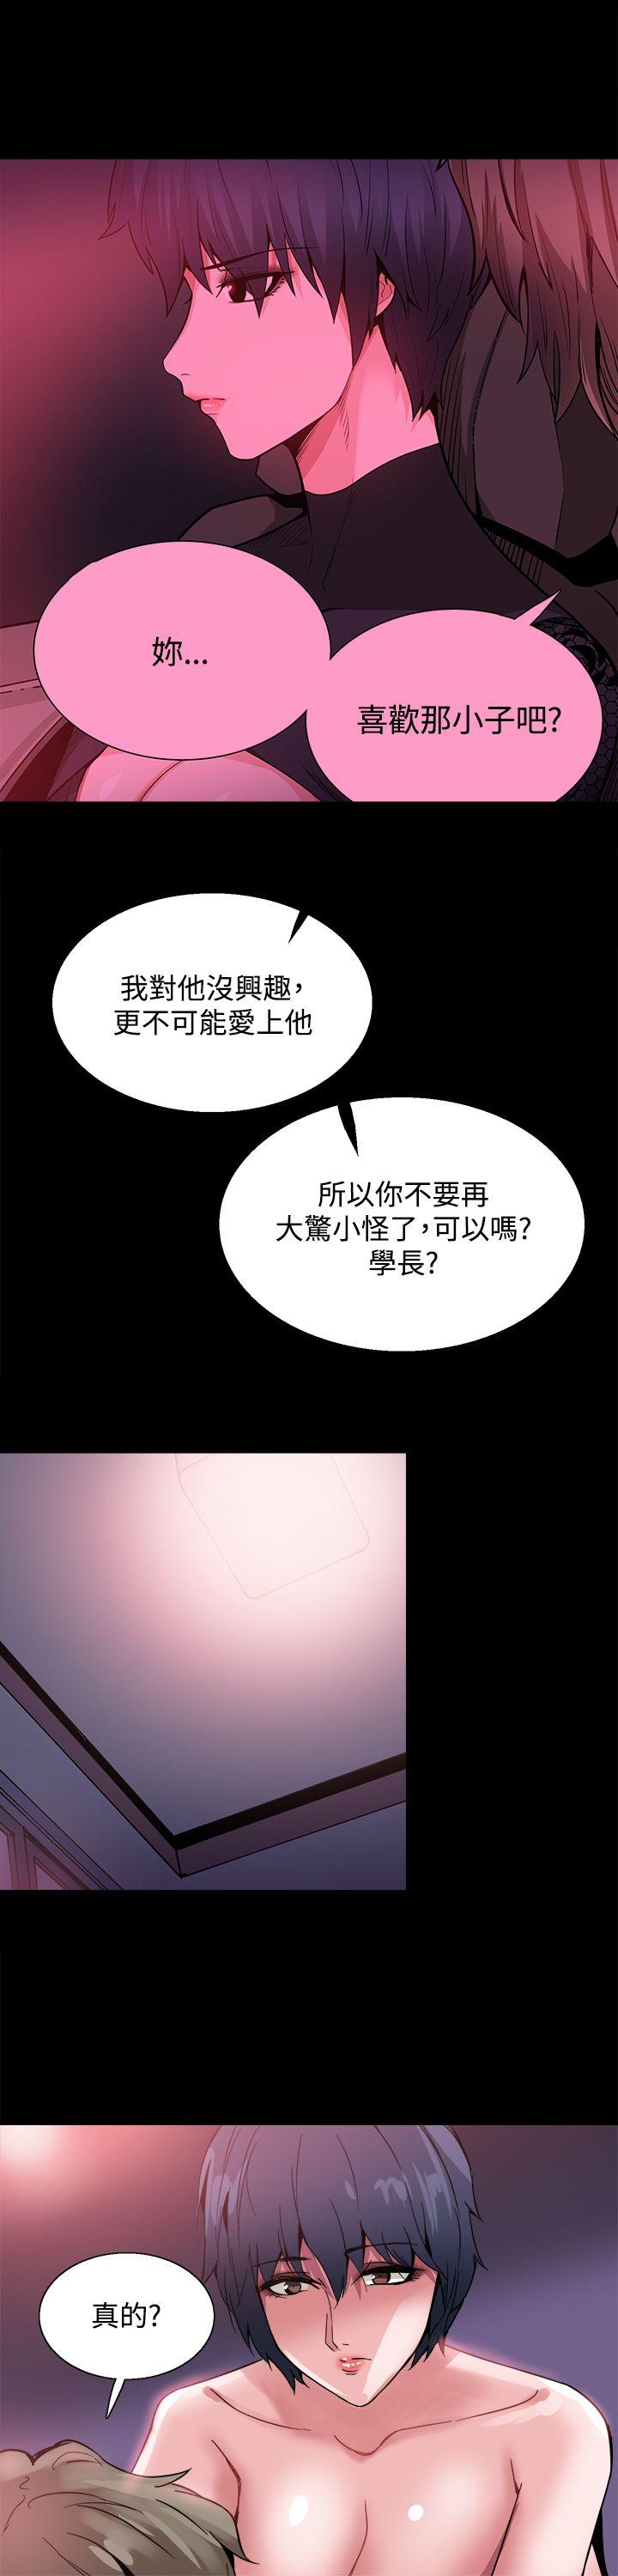 妳...
喜歡那小子吧?
我對他沒興趣，
更不可能愛上他
所以你不要再
大驚小怪了，可以嗎?
學長?
真的?